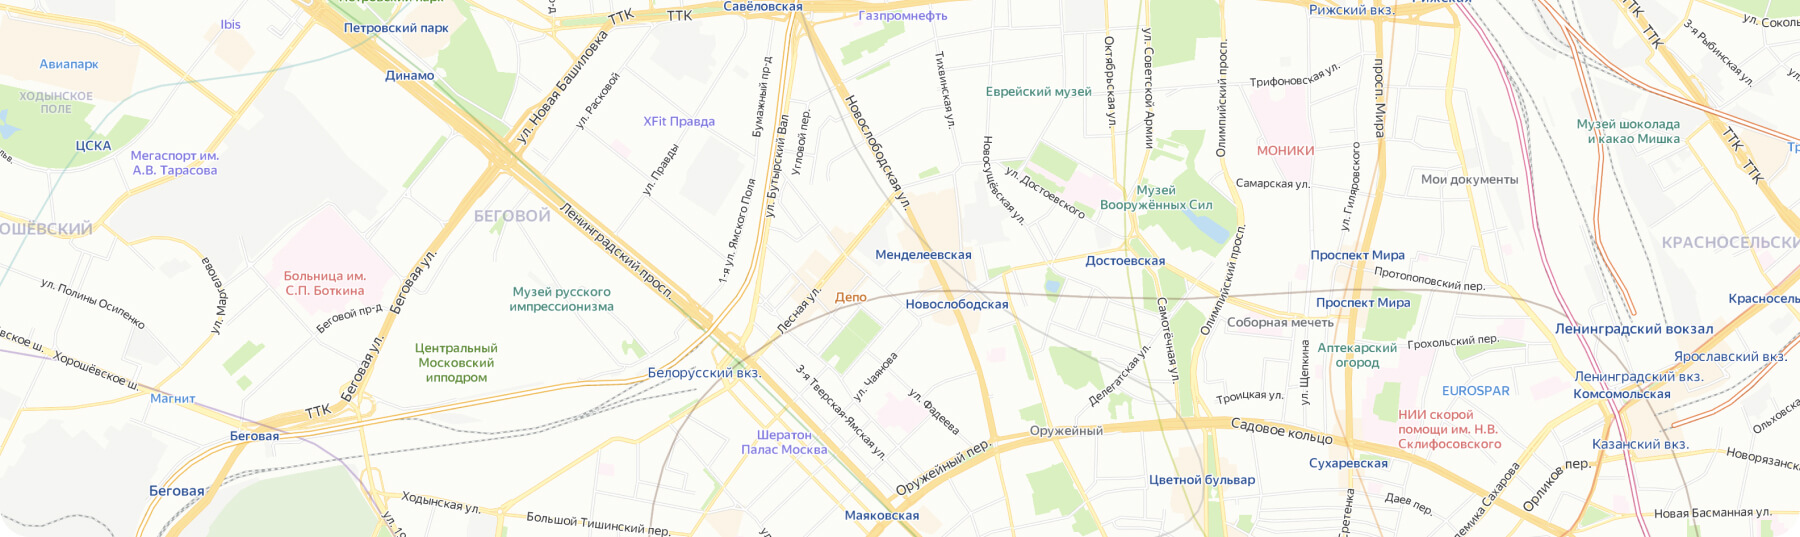 Савёловская
ТТК
ТТК
Газпромнефть
Рижский вкз.
Ibis
Петровский парк
Динамо
Авиапарк
ХОДЫНСКОЕ
ПОЛЕ
ЦСКА
Мегаспорт им.
А.В. Тарасова
ул. Новая Башиловка
ул. Расковой
XFit Правда
ул. Правды
Бумажный пр-д
ул. Бутырский Вал
Угловой пер.
1-я ул. Ямского Поля
Новослободская ул.
Тихвинская ул.
Еврейский музей
Новосущёвская ул.
ул. Достоевского
Октябрьская ул.
ул. Советской Армии
Олимпийский просп.
Трифоновская ул.
МОНИКИ
Самарская ул.
просп. Мира
ул. Гиляровского
Мои документы
Музей шоколада
и какао Мишка
ТТК
ТТК
ТТК
ТТК
3-я Рыбинская ул.
Музей
Вооружённых Сил
БЕГОВОЙ
Ленинградский просп.
Беговая ул.
Больница им.
С.П. Боткина
ул. Полины Осипенко
ул. Маргелова
Беговой пр-д
Музей русского
импрессионизма
Менделеевская
Достоевская
Олимпийский просп.
Проспект Мира
Протопоповский пер.
Депо
Лесная ул.
Новослободская
Проспект Мира
Самотёчная ул.
Олимпийский просп.
Соборная мечеть
Ленинградский вокзал
Хорошёвское ш.
Центральный
Московский
ипподром
Беговая ул.
Белорусский вкз.
3-я Тверская-Ямская ул.
ул. Чаянова
ул. Фадеева
Делегатская ул.
Аптекарский
огород
Грохольский пер.
Ярославский вкз.
Ленинградский вкз.
Комсомольская
ул. Щепкина
Троицкая ул.
EUROSPAR
Магнит
ТТК
Беговая
Шератон
Палас Москва
Оружейный
Садовое кольцо
НИИ скорой
помощи им. Н.В.
Склифосовского
Казанский вкз.
Оружейный пер.
Сухаревская
Цветной бульвар
Беговая
Ходынская ул.
Большой Тишинский пер.
Маяковская
Даев пер.
Орликов пер.
Новая Басманная ул.